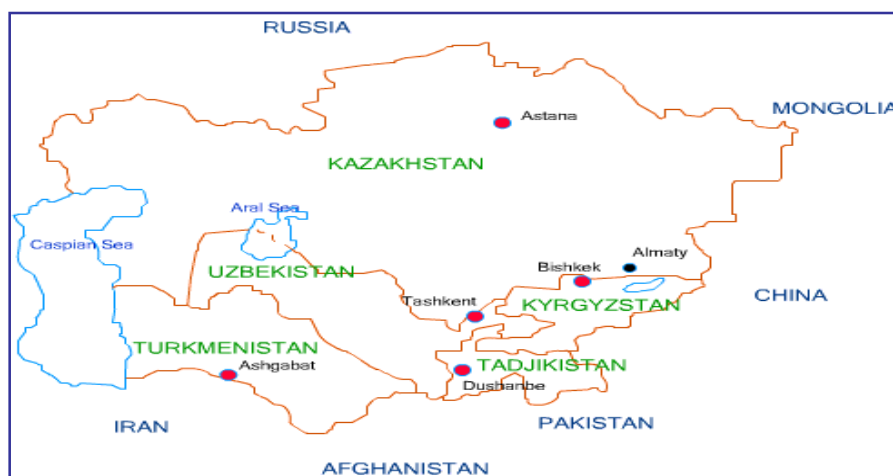 RUSSIA
MONGOLIA
Astana
KAZAKHSTAN
Aral Sea
Caspian Sea
Almaty
Bishkek
UZBEKISTAN
CHINA
Tashkent
KYRGYZSTAN
TURKMENISTAN
Ashgabat
TADJIKISTAN
Dushanbe
IRAN
PAKISTAN
AFGHANISTAN